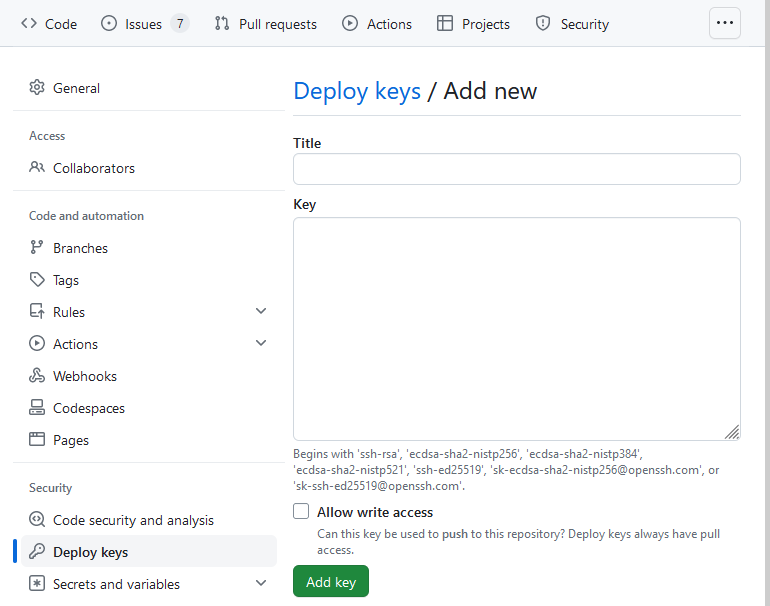 Code Issues 7 Pull requests Actions Projects Security
General
Access
Collaborators
Code and automation
Branches
Tags
Rules
Actions
Webhooks
Codespaces
Pages
Security
Code security and analysis
Deploy keys
Secrets and variables
Deploy keys / Add new
Title
Key
Begins with 'ssh-rsa', 'ecdsa-sha2-nistp256', 'ecdsa-sha2-nistp384',
'ecdsa-sha2-nistp521', 'ssh-ed25519', 'sk-ecdsa-sha2-nistp256@openssh.com', or
'sk-ssh-ed25519@openssh.com'.
Allow write access
Can this key be used to push to this repository? Deploy keys always have pull
access.
Add key